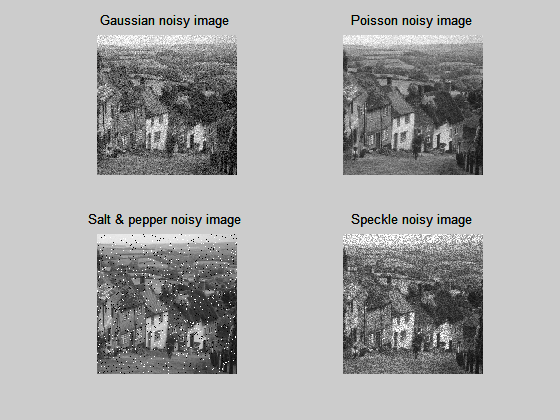 Gaussian noisy image
Poisson noisy image
Salt & pepper noisy image
Speckle noisy image